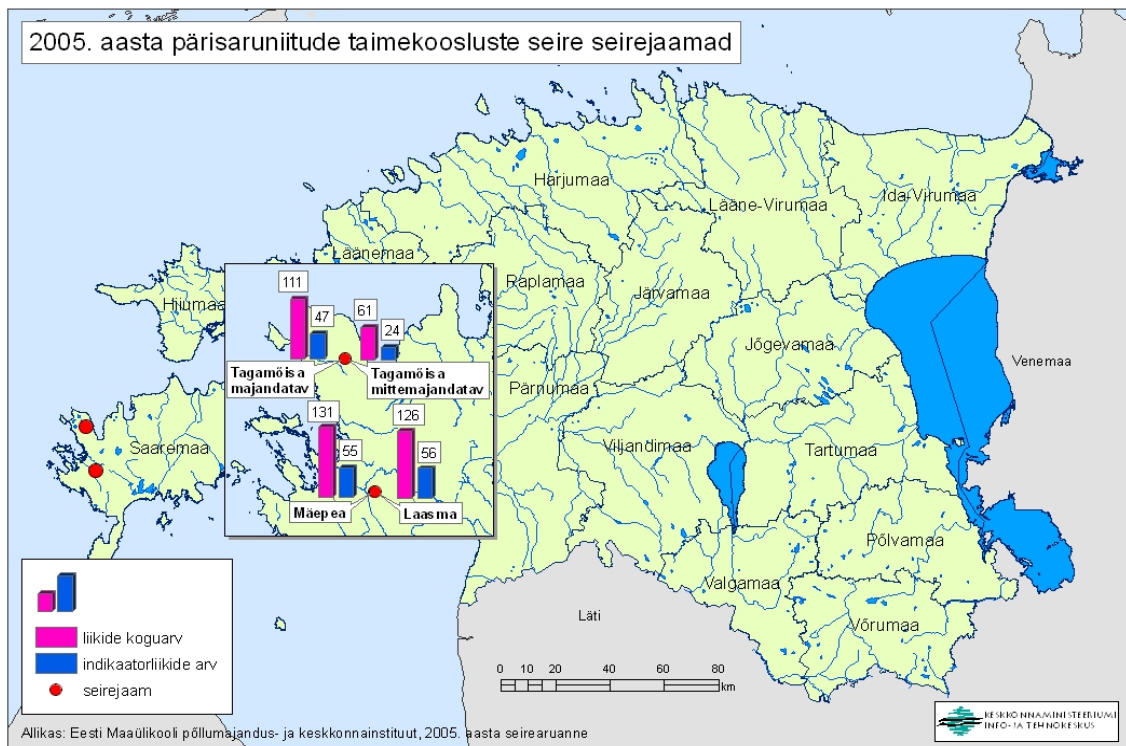 2005. aasta pärisaruniitude taimekoosluste seire seirejaamad
Harjumaa
Lääne-Virumaa
Ida-Virumaa
Läänemaa
Raplamaa
Järvamaa
Hiiumaa
Jõgevamaa
Venemaa
Pärnumaa
Saaremaa
Viljandimaa
Tartumaa
Põlvamaa
Valgamaa
Võrumaa
Läti
111
47
61
24
Tagamõisa
majandatav
Tagamõisa
mittemajandatav
131
55
126
56
Mäepea
Laasma
liikide koguarv
indikaatorliikide arv
seirejaam
0 10 20 40 60 80
km
KESKKONNAMINISTEERIUMI
INFO- JA TEHNOKESKUS
Allikas: Eesti Maaülikooli põllumajandus- ja keskkonnainstituut, 2005. aasta seirearuanne